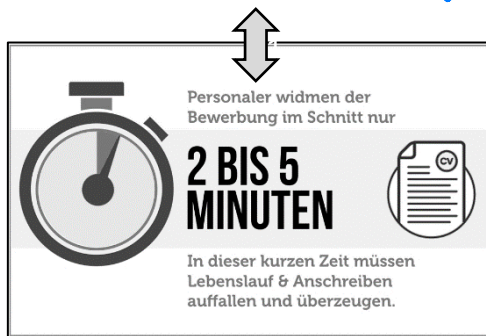 Personaler widmen der
Bewerbung im Schnitt nur
2 BIS 5
MINUTEN
CV
In dieser kurzen Zeit müssen
Lebenslauf & Anschreiben
auffallen und überzeugen.